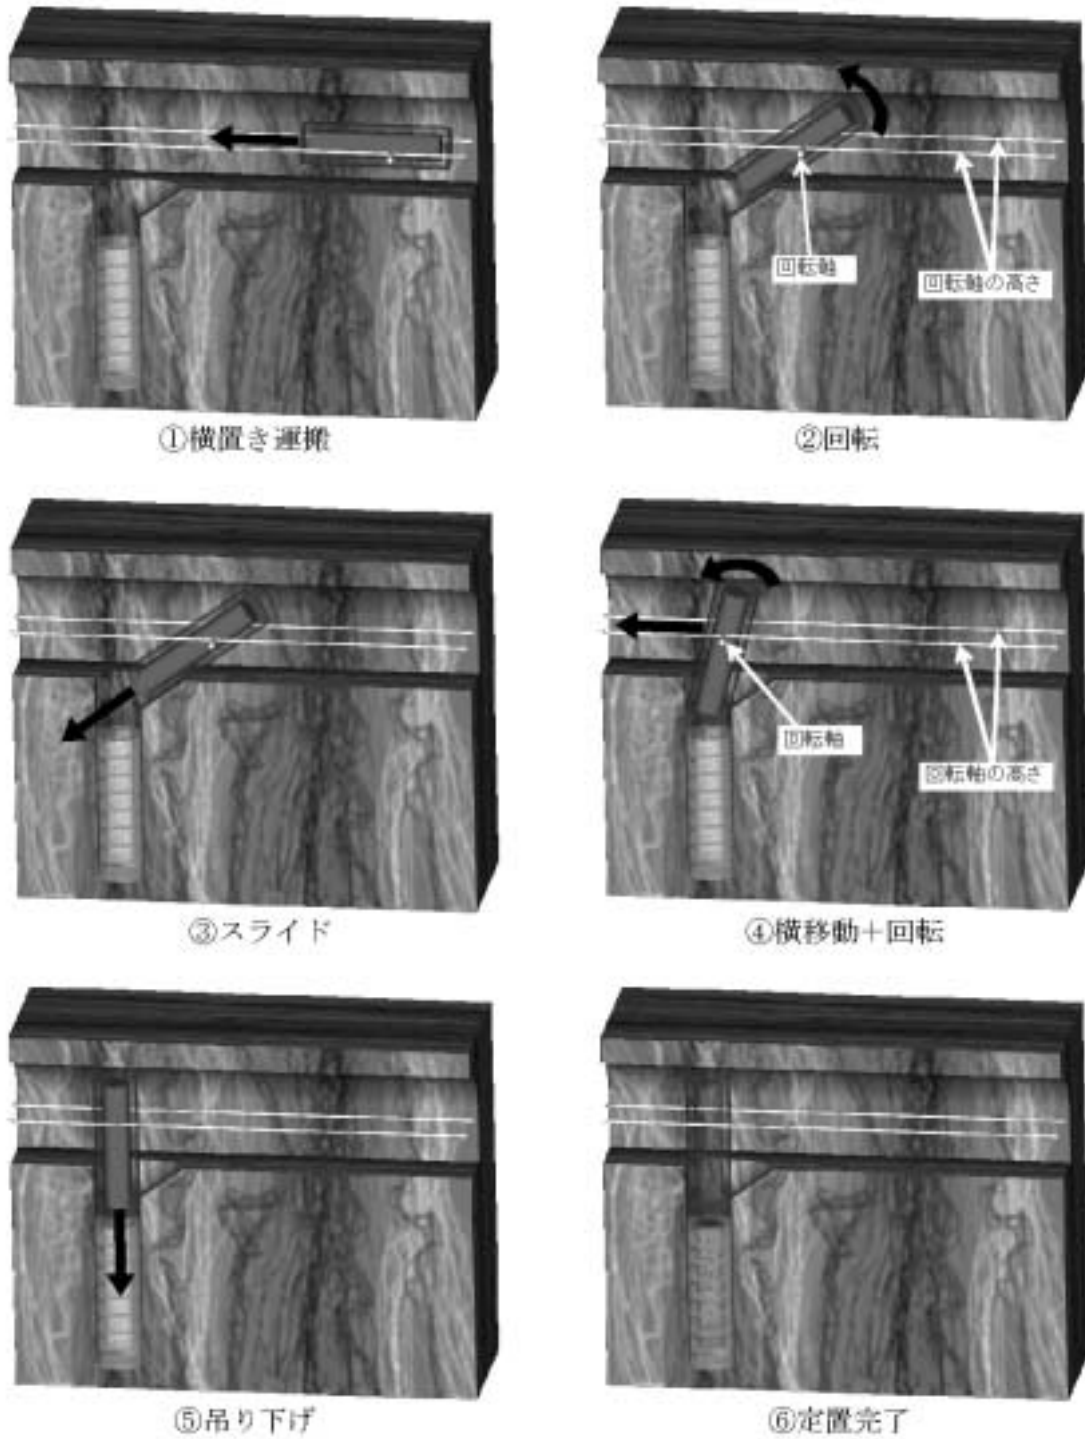 ①横置き運搬
回転軸
回転軸の高さ
②回転
③スライド
回転軸
回転軸の高さ
④横移動＋回転
⑤吊り下げ
⑥定置完了